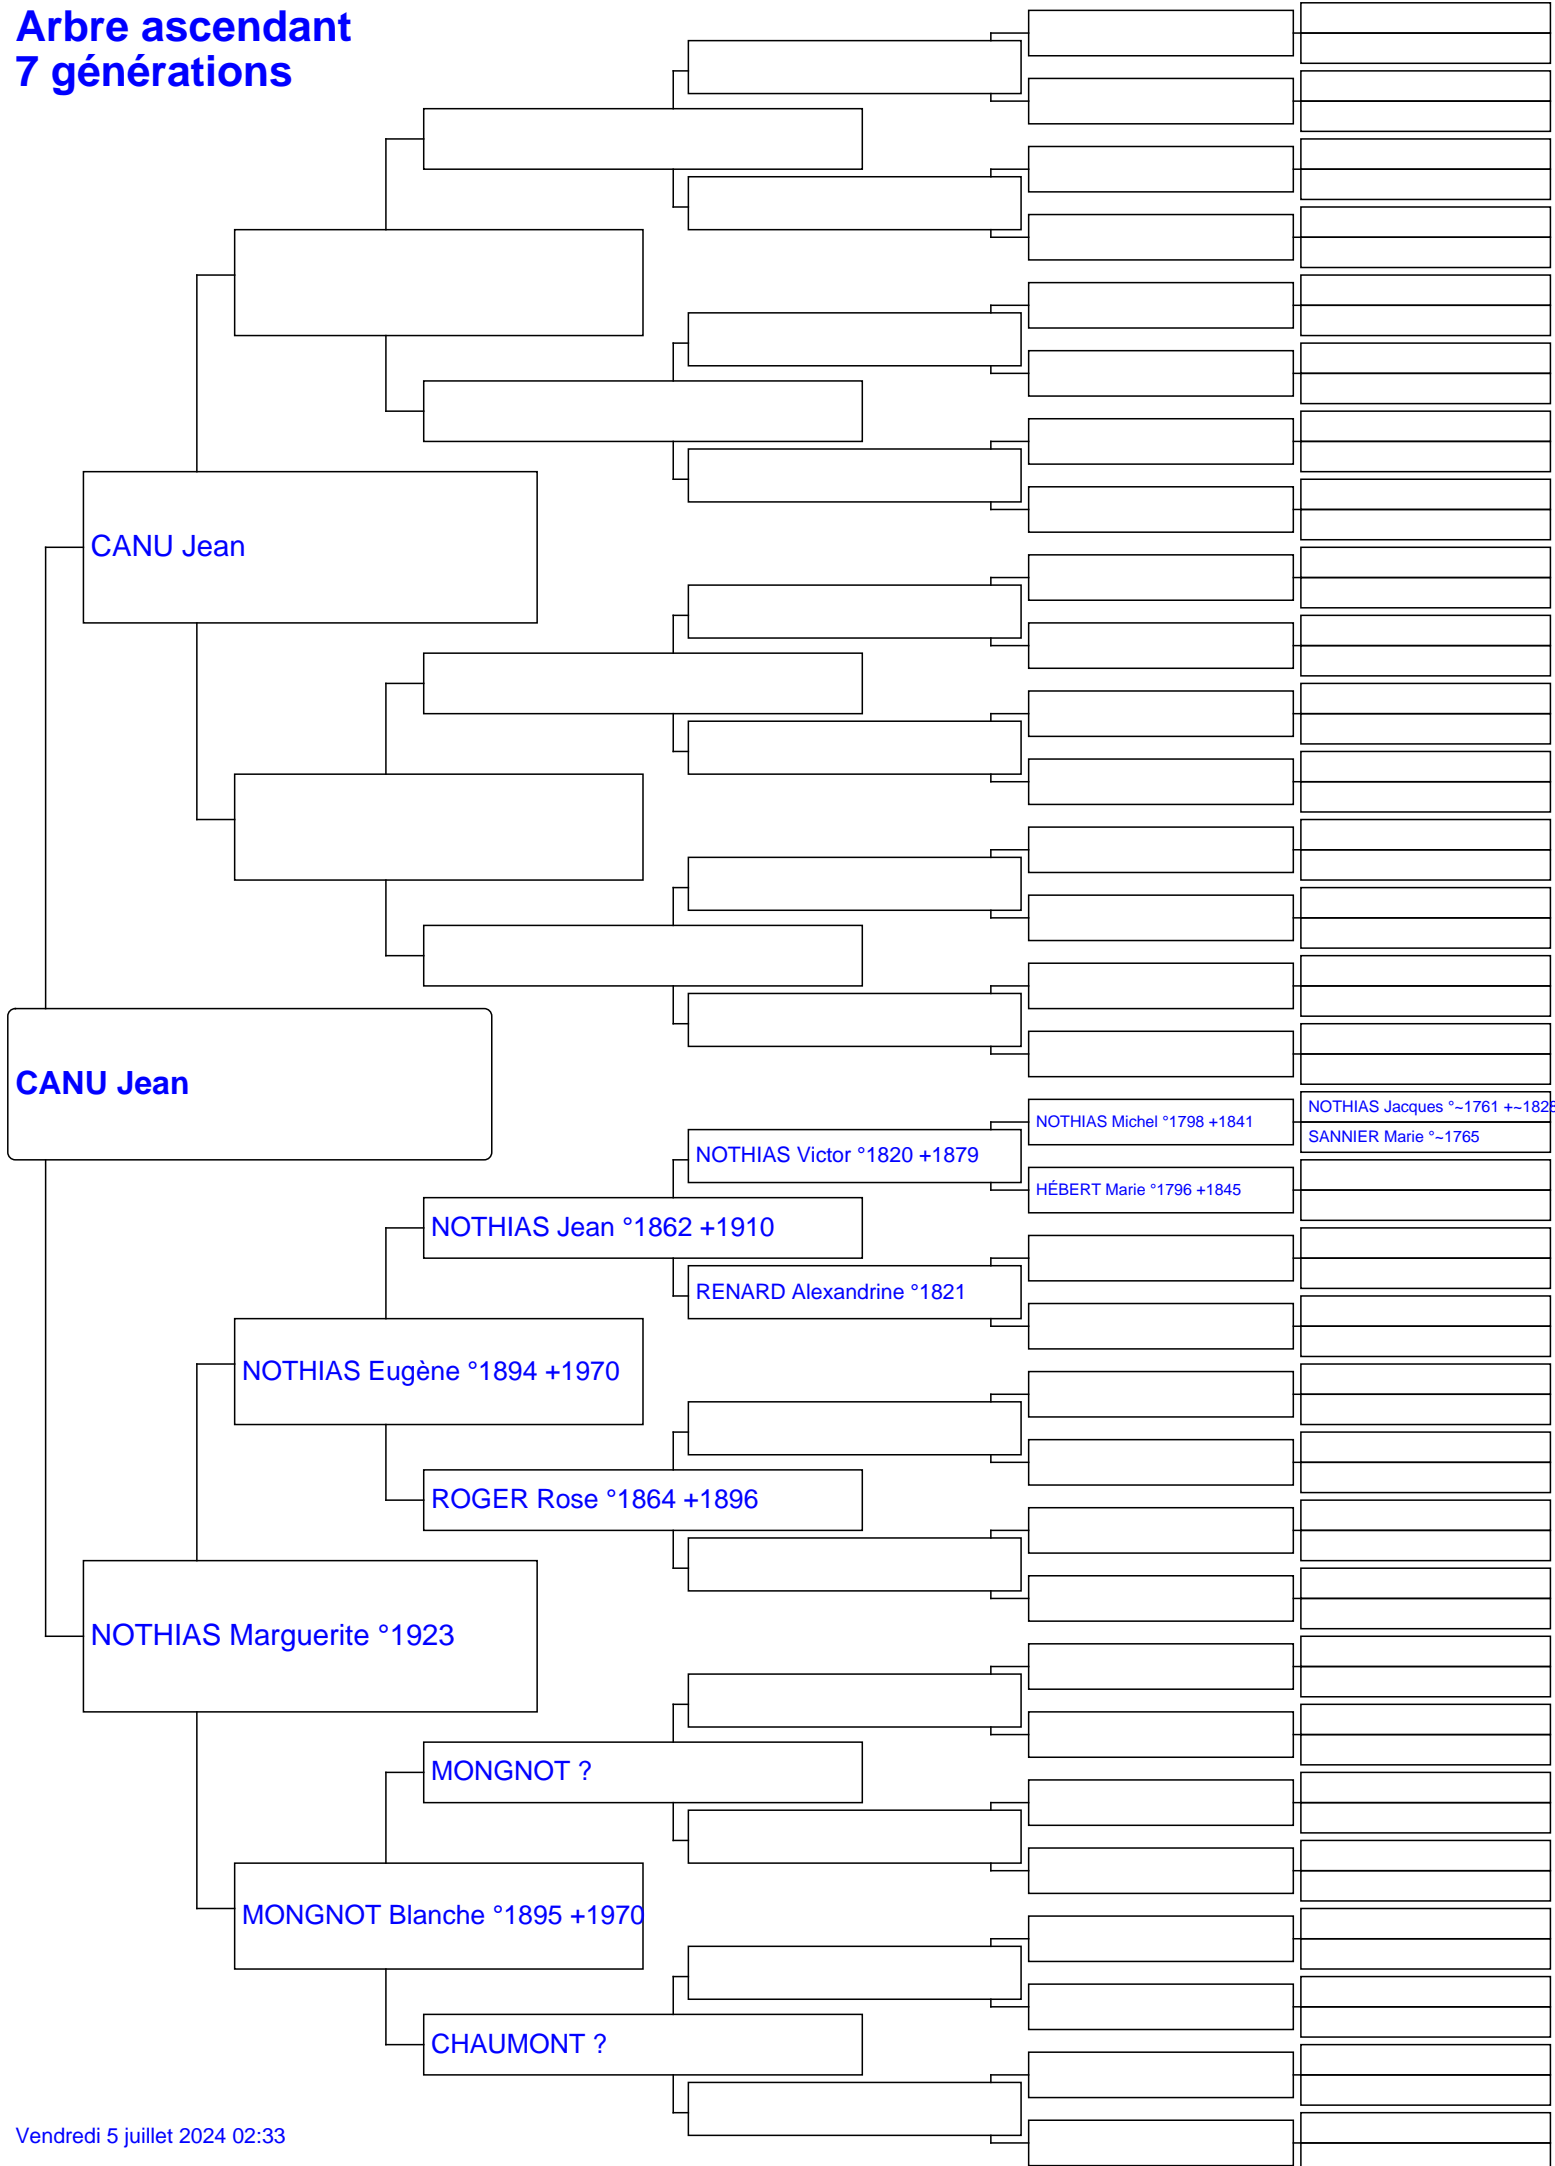 Arbre ascendant
7 générations
CANU Jean
CANU Jean
NOTHIAS Jacques °~1761 +~1828
NOTHIAS Michel °1798 +1841
SANNIER Marie °~1765
NOTHIAS Victor °1820 +1879
HÉBERT Marie °1796 +1845
NOTHIAS Jean °1862 +1910
RENARD Alexandrine °1821
NOTHIAS Eugène °1894 +1970
ROGER Rose °1864 +1896
NOTHIAS Marguerite °1923
MONGNOT ?
MONGNOT Blanche °1895 +1970
CHAUMONT ?
Vendredi 5 juillet 2024 02:33